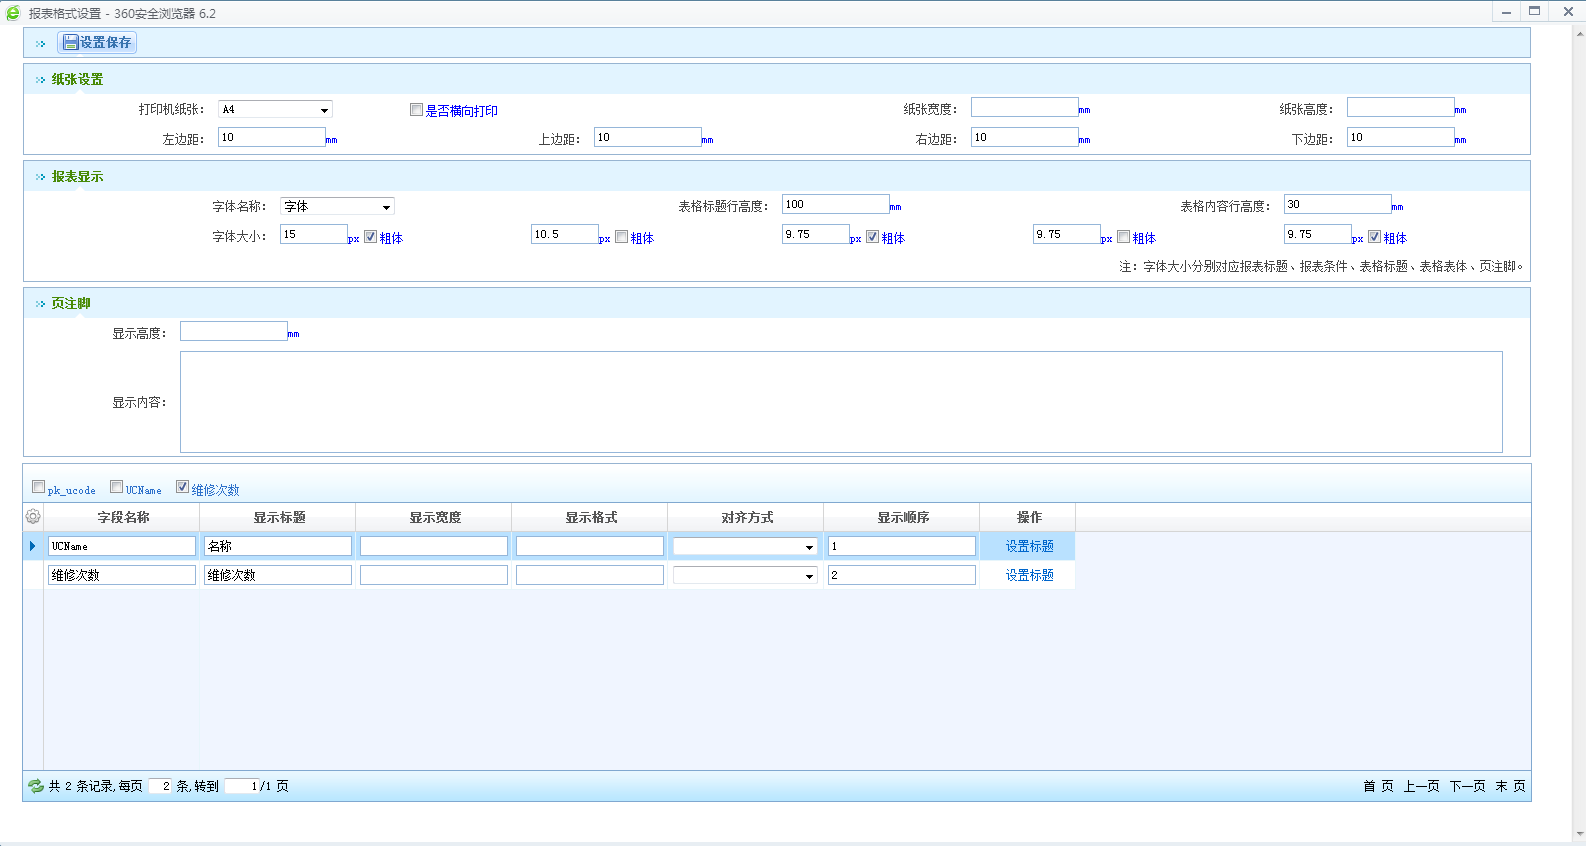 报表格式设置 - 360安全浏览器 6.2
设置保存
纸张设置
打印机纸张： A4 是否横向打印 纸张宽度： mm 纸张高度： mm
左边距： 10 mm 上边距： 10 mm 右边距： 10 mm 下边距： 10 mm
报表显示
字体名称： 字体 表格标题行高度： 100 mm 表格内容行高度： 30 mm
字体大小： 15 px 粗体 10.5 px 粗体 9.75 px 粗体 9.75 px 粗体 9.75 px 粗体
注：字体大小分别对应报表标题、报表条件、表格标题、表格表体、页注脚。
页注脚
显示高度： mm
显示内容：
pk_ucode UCName 维修次数
字段名称 显示标题 显示宽度 显示格式 对齐方式 显示顺序 操作
UCName 名称 1 设置标题
维修次数 维修次数 2 设置标题
共 2 条记录,每页 2 条,转到 1/1 页 首 页 上一页 下一页 末 页